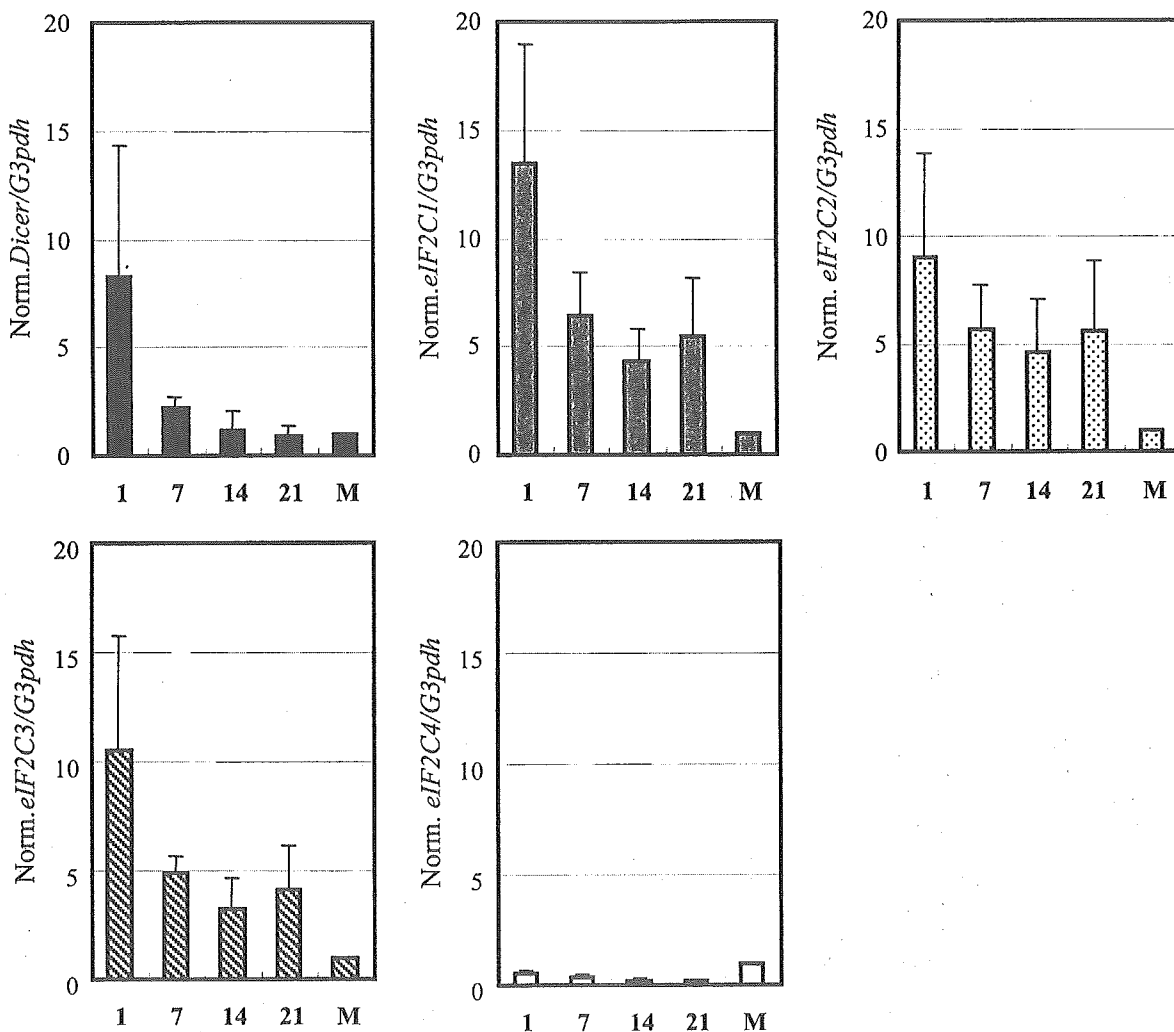 Norm.Dicer/G3pdh
20
15
10
5
0
1 7 14 21 M
Norm.eIF2C1/G3pdh
20
15
10
5
0
1 7 14 21 M
Norm. eIF2C2/G3pdh
20
15
10
5
0
1 7 14 21 M
Norm.eIF2C3/G3pdh
20
15
10
5
0
1 7 14 21 M
Norm. eIF2C4/G3pdh
20
15
10
5
0
1 7 14 21 M